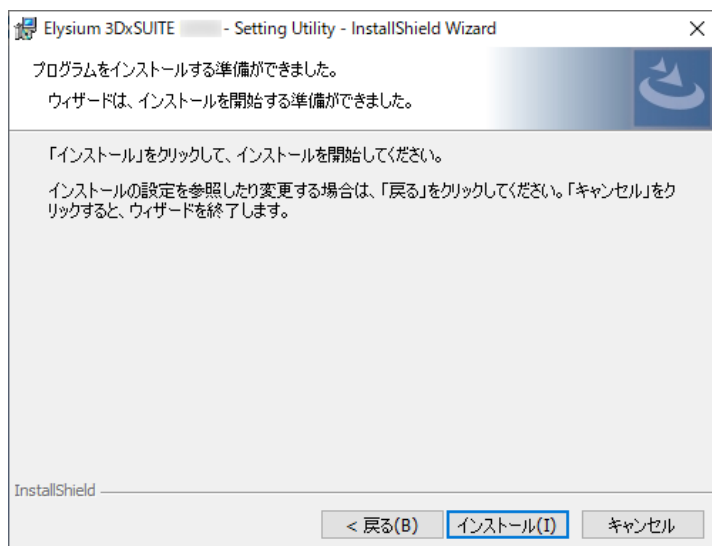 Elysium 3DxSUITE - Setting Utility - InstallShield Wizard
プログラムをインストールする準備ができました。
ウィザードは、インストールを開始する準備ができました。
「インストール」をクリックして、インストールを開始してください。
インストールの設定を参照したり変更する場合は、「戻る」をクリックしてください。「キャンセル」をク
リックすると、ウィザードを終了します。
InstallShield
< 戻る(B) インストール(I) キャンセル